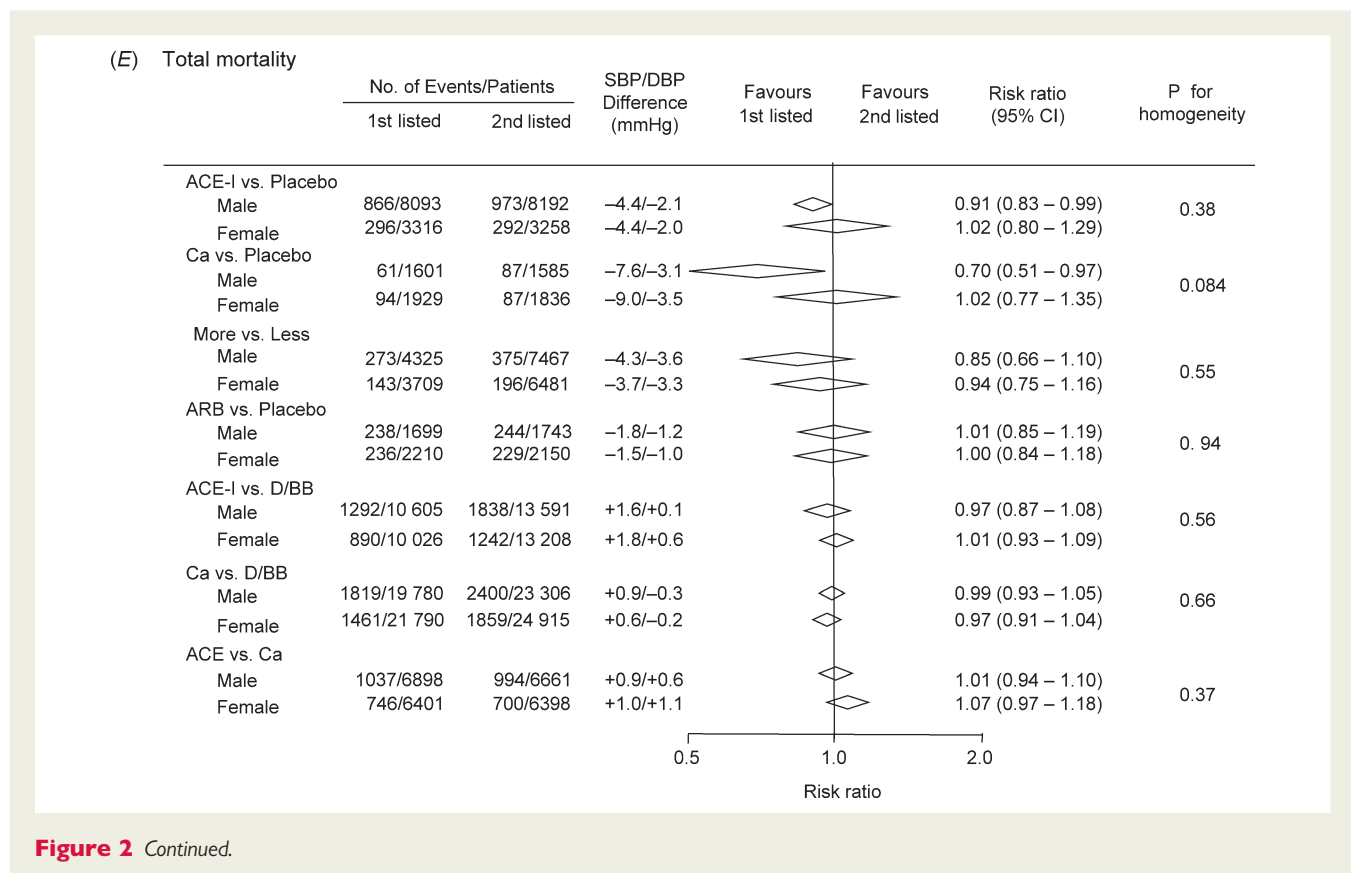 (E) Total mortality
No. of Events/Patients SBP/DBP Difference (mmHg) Favours 1st listed Favours 2nd listed Risk ratio (95% CI) P for homogeneity
1st listed 2nd listed
ACE-I vs. Placebo
Male 866/8093 973/8192 –4.4/–2.1 0.91 (0.83 – 0.99) 0.38
Female 296/3316 292/3258 –4.4/–2.0 1.02 (0.80 – 1.29)
Ca vs. Placebo
Male 61/1601 87/1585 –7.6/–3.1 0.70 (0.51 – 0.97) 0.084
Female 94/1929 87/1836 –9.0/–3.5 1.02 (0.77 – 1.35)
More vs. Less
Male 273/4325 375/7467 –4.3/–3.6 0.85 (0.66 – 1.10) 0.55
Female 143/3709 196/6481 –3.7/–3.3 0.94 (0.75 – 1.16)
ARB vs. Placebo
Male 238/1699 244/1743 –1.8/–1.2 1.01 (0.85 – 1.19) 0. 94
Female 236/2210 229/2150 –1.5/–1.0 1.00 (0.84 – 1.18)
ACE-I vs. D/BB
Male 1292/10 605 1838/13 591 +1.6/+0.1 0.97 (0.87 – 1.08) 0.56
Female 890/10 026 1242/13 208 +1.8/+0.6 1.01 (0.93 – 1.09)
Ca vs. D/BB
Male 1819/19 780 2400/23 306 +0.9/–0.3 0.99 (0.93 – 1.05) 0.66
Female 1461/21 790 1859/24 915 +0.6/–0.2 0.97 (0.91 – 1.04)
ACE vs. Ca
Male 1037/6898 994/6661 +0.9/+0.6 1.01 (0.94 – 1.10) 0.37
Female 746/6401 700/6398 +1.0/+1.1 1.07 (0.97 – 1.18)
0.5 1.0 2.0
Risk ratio
Figure 2 Continued.